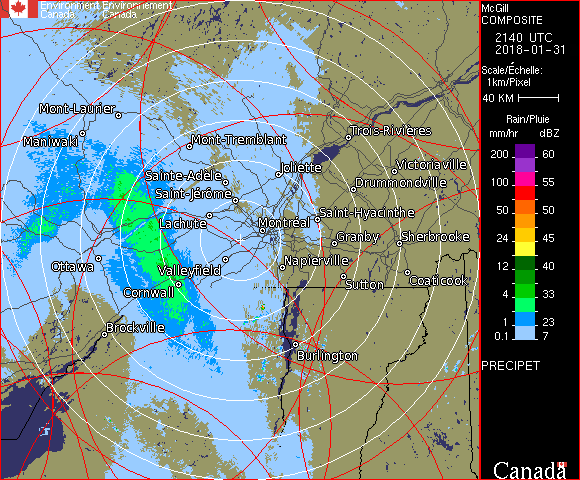 Environment Environnement
Canada Canada
McGill
COMPOSITE
2140 UTC
2018-01-31
Scale/Échelle:
1km/Pixel
40 KM
Rain/Pluie
mm/hr dBZ
200 60
100 55
50 50
24 45
12 40
4 33
1 23
0.1 7
PRECIPET
Canada
Mont-Laurier
Maniwaki
Mont-Tremblant
Trois-Rivières
Sainte-Adèle
Joliette
Victoriaville
Saint-Jérôme
Drummondville
Lachute
Montréal
Saint-Hyacinthe
Granby
Sherbrooke
Ottawa
Valleyfield
Napierville
Cornwall
Sutton
Coaticook
Brockville
Burlington